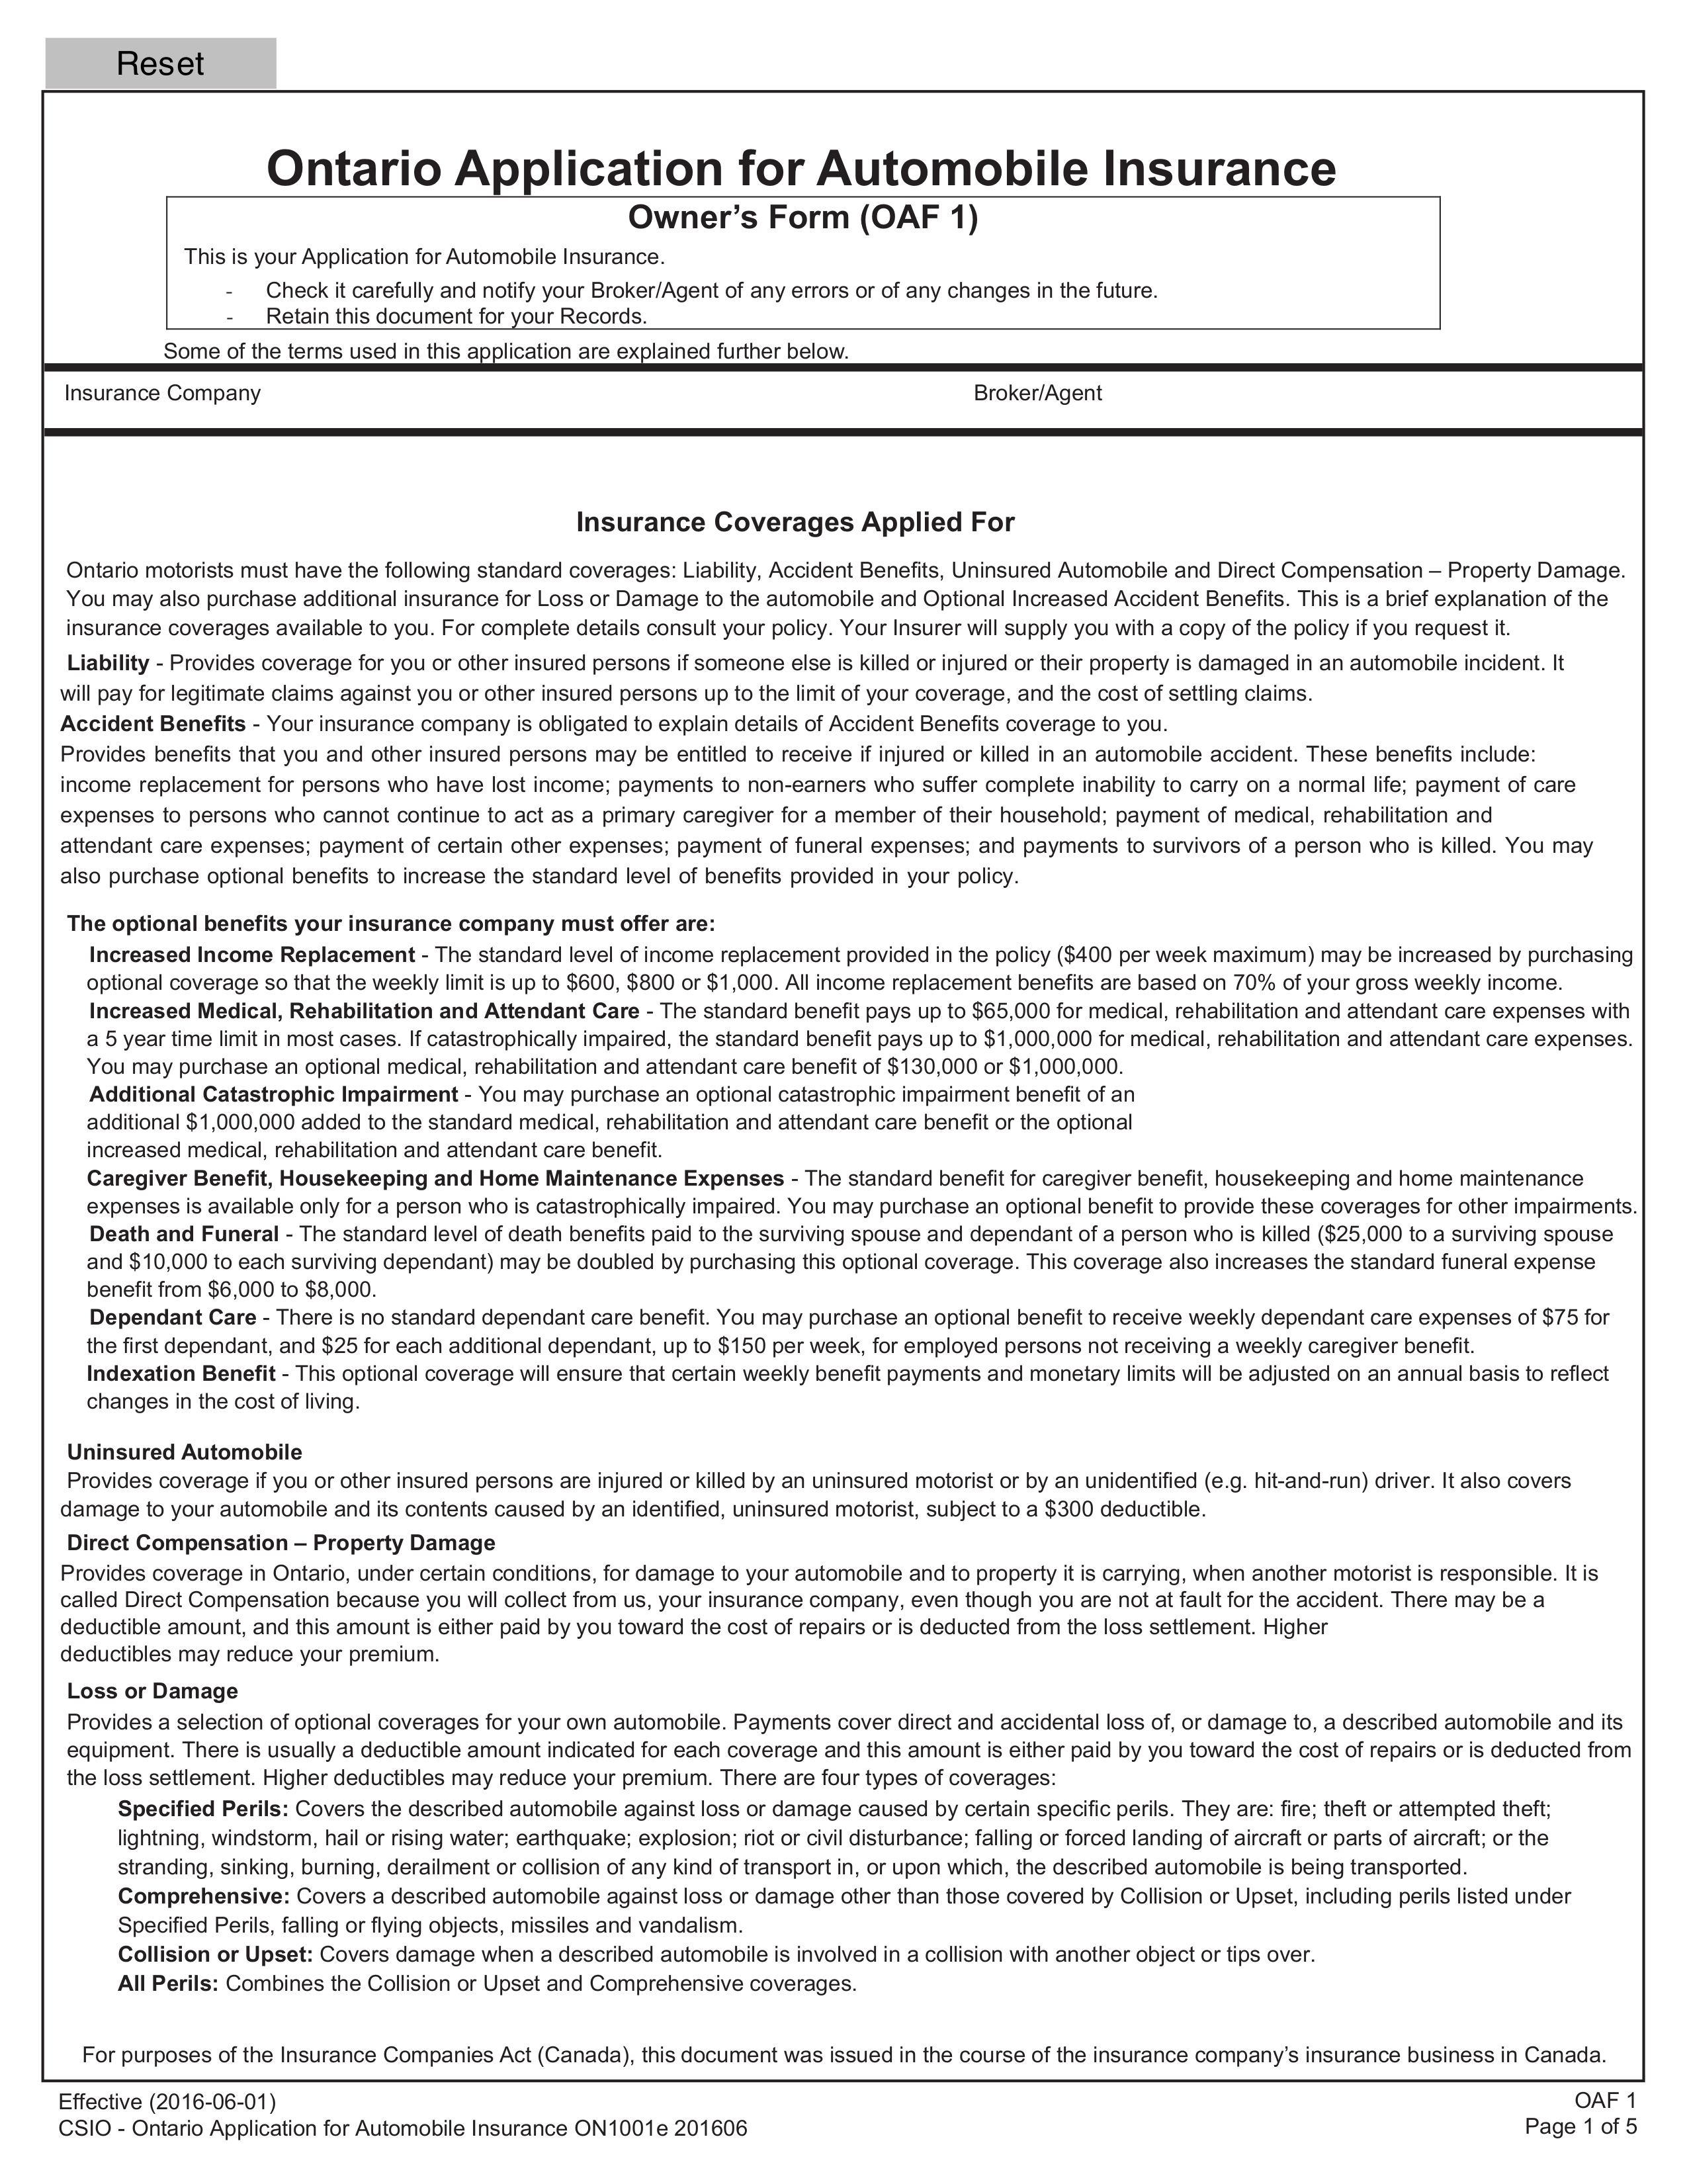 Reset
Ontario Application for Automobile Insurance
Owner’s Form (OAF 1)
This is your Application for Automobile Insurance.
- Check it carefully and notify your Broker/Agent of any errors or of any changes in the future.
- Retain this document for your Records.
Some of the terms used in this application are explained further below.
Insurance Company Broker/Agent
Insurance Coverages Applied For
Ontario motorists must have the following standard coverages: Liability, Accident Benefits, Uninsured Automobile and Direct Compensation – Property Damage.
You may also purchase additional insurance for Loss or Damage to the automobile and Optional Increased Accident Benefits. This is a brief explanation of the
insurance coverages available to you. For complete details consult your policy. Your Insurer will supply you with a copy of the policy if you request it.
Liability - Provides coverage for you or other insured persons if someone else is killed or injured or their property is damaged in an automobile incident. It
will pay for legitimate claims against you or other insured persons up to the limit of your coverage, and the cost of settling claims.
Accident Benefits - Your insurance company is obligated to explain details of Accident Benefits coverage to you.
Provides benefits that you and other insured persons may be entitled to receive if injured or killed in an automobile accident. These benefits include:
income replacement for persons who have lost income; payments to non-earners who suffer complete inability to carry on a normal life; payment of care
expenses to persons who cannot continue to act as a primary caregiver for a member of their household; payment of medical, rehabilitation and
attendant care expenses; payment of certain other expenses; payment of funeral expenses; and payments to survivors of a person who is killed. You may
also purchase optional benefits to increase the standard level of benefits provided in your policy.
The optional benefits your insurance company must offer are:
Increased Income Replacement - The standard level of income replacement provided in the policy ($400 per week maximum) may be increased by purchasing
optional coverage so that the weekly limit is up to $600, $800 or $1,000. All income replacement benefits are based on 70% of your gross weekly income.
Increased Medical, Rehabilitation and Attendant Care - The standard benefit pays up to $65,000 for medical, rehabilitation and attendant care expenses with
a 5 year time limit in most cases. If catastrophically impaired, the standard benefit pays up to $1,000,000 for medical, rehabilitation and attendant care expenses.
You may purchase an optional medical, rehabilitation and attendant care benefit of $130,000 or $1,000,000.
Additional Catastrophic Impairment - You may purchase an optional catastrophic impairment benefit of an
additional $1,000,000 added to the standard medical, rehabilitation and attendant care benefit or the optional
increased medical, rehabilitation and attendant care benefit.
Caregiver Benefit, Housekeeping and Home Maintenance Expenses - The standard benefit for caregiver benefit, housekeeping and home maintenance
expenses is available only for a person who is catastrophically impaired. You may purchase an optional benefit to provide these coverages for other impairments.
Death and Funeral - The standard level of death benefits paid to the surviving spouse and dependant of a person who is killed ($25,000 to a surviving spouse
and $10,000 to each surviving dependant) may be doubled by purchasing this optional coverage. This coverage also increases the standard funeral expense
benefit from $6,000 to $8,000.
Dependant Care - There is no standard dependant care benefit. You may purchase an optional benefit to receive weekly dependant care expenses of $75 for
the first dependant, and $25 for each additional dependant, up to $150 per week, for employed persons not receiving a weekly caregiver benefit.
Indexation Benefit - This optional coverage will ensure that certain weekly benefit payments and monetary limits will be adjusted on an annual basis to reflect
changes in the cost of living.
Uninsured Automobile
Provides coverage if you or other insured persons are injured or killed by an uninsured motorist or by an unidentified (e.g. hit-and-run) driver. It also covers
damage to your automobile and its contents caused by an identified, uninsured motorist, subject to a $300 deductible.
Direct Compensation – Property Damage
Provides coverage in Ontario, under certain conditions, for damage to your automobile and to property it is carrying, when another motorist is responsible. It is
called Direct Compensation because you will collect from us, your insurance company, even though you are not at fault for the accident. There may be a
deductible amount, and this amount is either paid by you toward the cost of repairs or is deducted from the loss settlement. Higher
deductibles may reduce your premium.
Loss or Damage
Provides a selection of optional coverages for your own automobile. Payments cover direct and accidental loss of, or damage to, a described automobile and its
equipment. There is usually a deductible amount indicated for each coverage and this amount is either paid by you toward the cost of repairs or is deducted from
the loss settlement. Higher deductibles may reduce your premium. There are four types of coverages:
Specified Perils: Covers the described automobile against loss or damage caused by certain specific perils. They are: fire; theft or attempted theft;
lightning, windstorm, hail or rising water; earthquake; explosion; riot or civil disturbance; falling or forced landing of aircraft or parts of aircraft; or the
stranding, sinking, burning, derailment or collision of any kind of transport in, or upon which, the described automobile is being transported.
Comprehensive: Covers a described automobile against loss or damage other than those covered by Collision or Upset, including perils listed under
Specified Perils, falling or flying objects, missiles and vandalism.
Collision or Upset: Covers damage when a described automobile is involved in a collision with another object or tips over.
All Perils: Combines the Collision or Upset and Comprehensive coverages.
For purposes of the Insurance Companies Act (Canada), this document was issued in the course of the insurance company’s insurance business in Canada.
Effective (2016-06-01) OAF 1
CSIO - Ontario Application for Automobile Insurance ON1001e 201606 Page 1 of 5